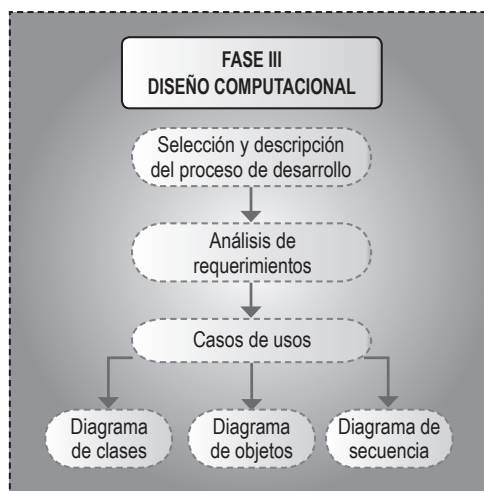 FASE III
DISEÑO COMPUTACIONAL
Selección y descripción
del proceso de desarrollo
Análisis de
requerimientos
Casos de usos
Diagrama
de clases
Diagrama
de objetos
Diagrama de
secuencia